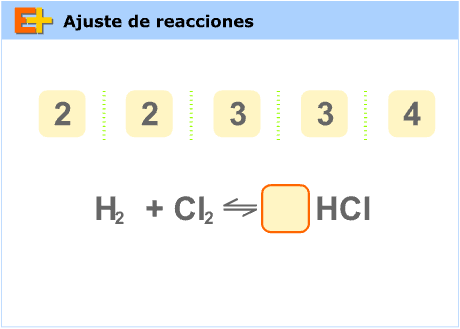 E+ Ajuste de reacciones
2 2 3 3 4
H₂ + Cl₂ ⇌ HCl